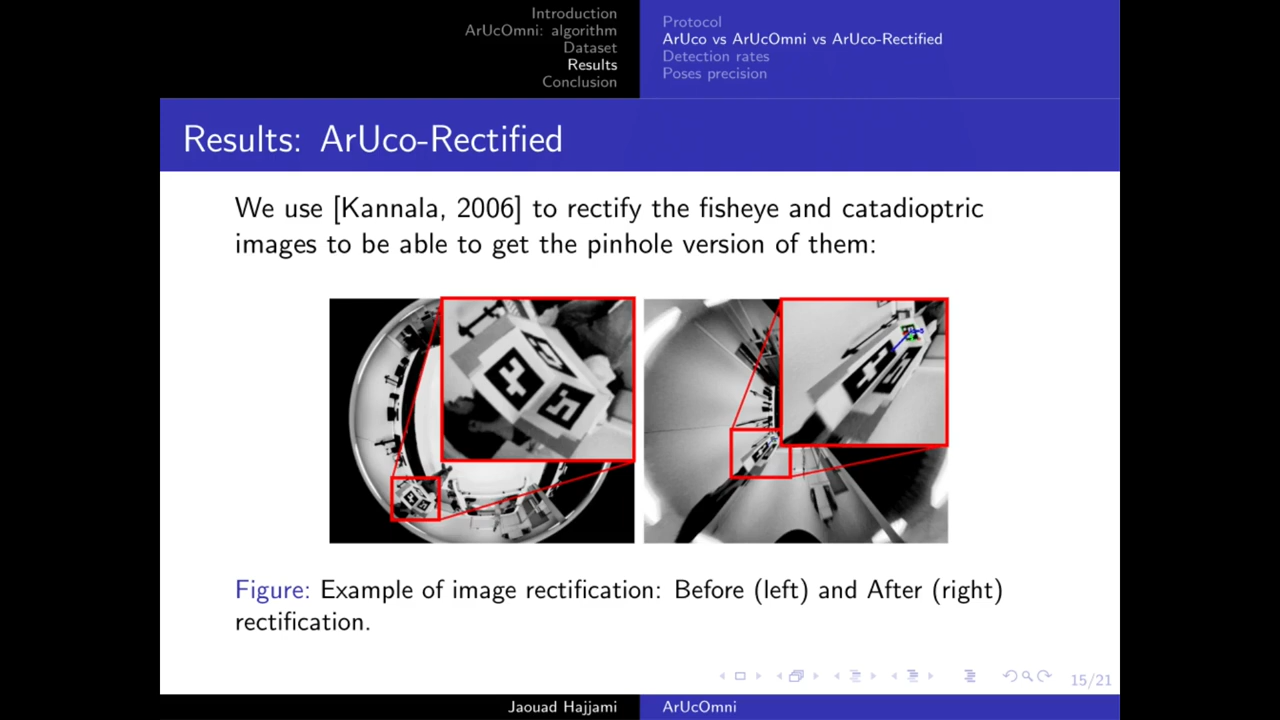 Introduction
ArUcOmni: algorithm
Dataset
Results
Conclusion
Protocol
ArUco vs ArUcOmni vs ArUco-Rectified
Detection rates
Poses precision
Results: ArUco-Rectified
We use [Kannala, 2006] to rectify the fisheye and catadioptric
images to be able to get the pinhole version of them:
Figure: Example of image rectification: Before (left) and After (right)
rectification.
15/21
Jaouad Hajjami
ArUcOmni